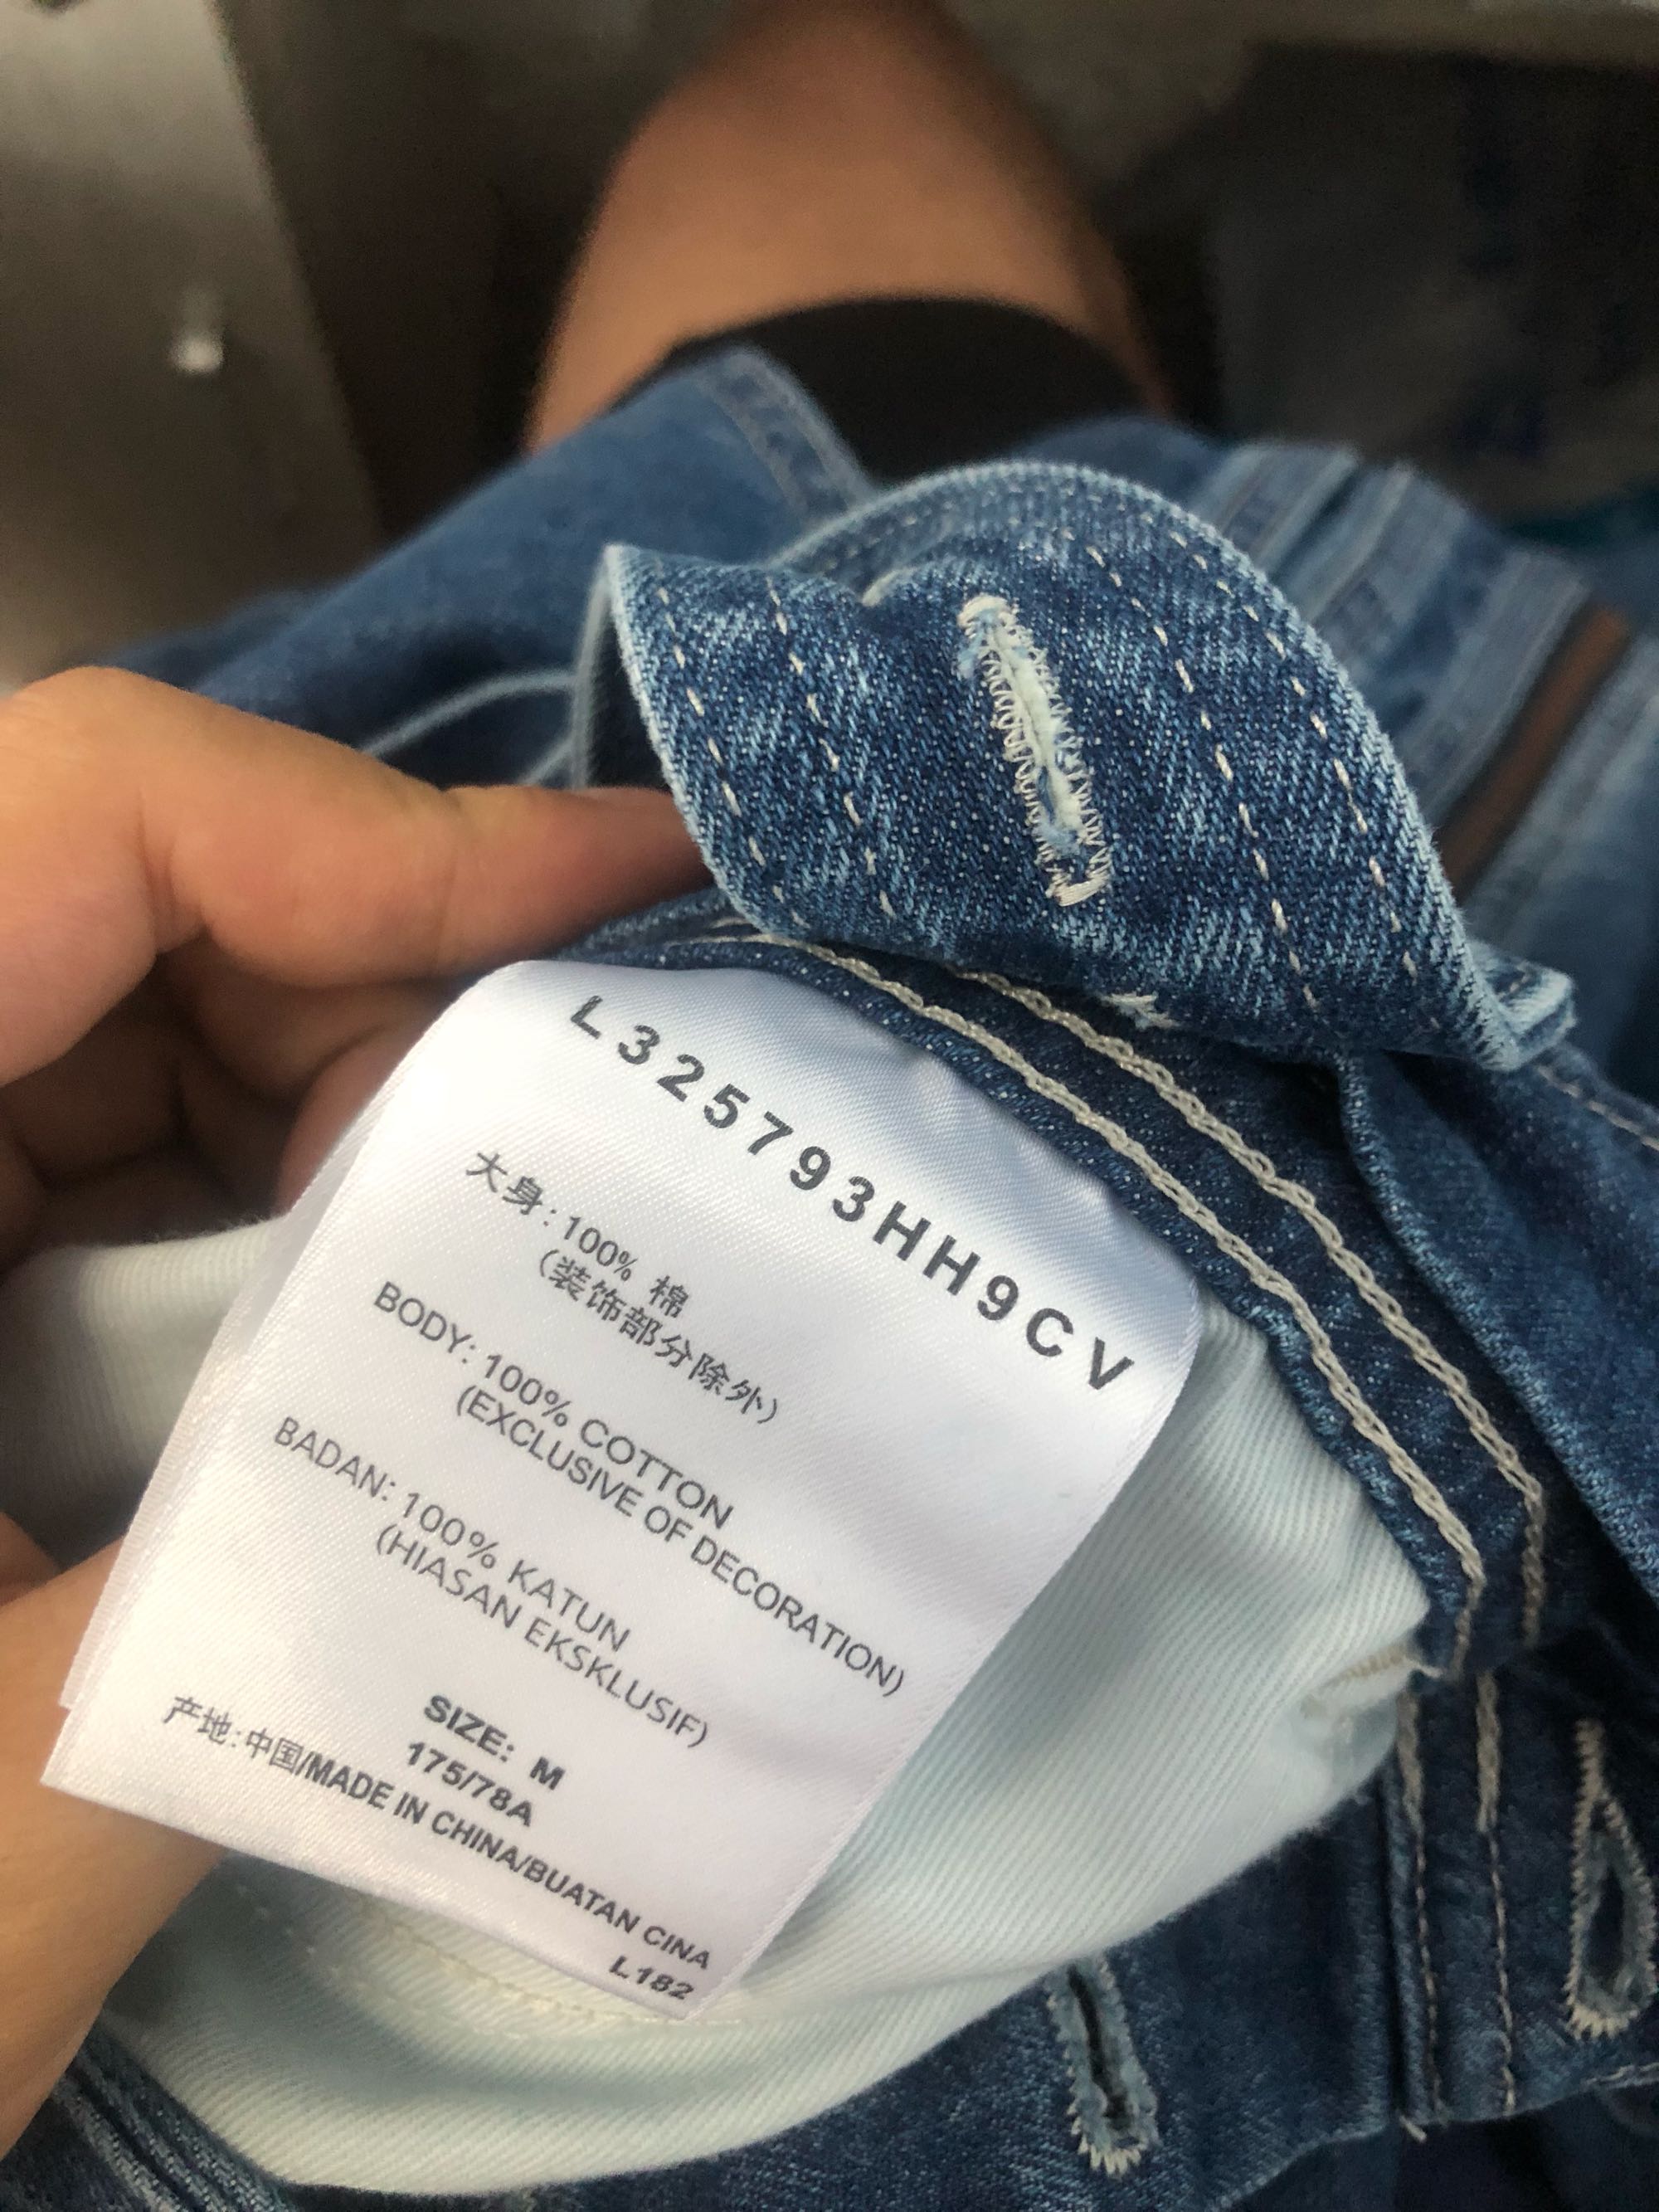 L325793HH9CV
大身:100% 棉
(装饰部分除外)
BODY: 100% COTTON
(EXCLUSIVE OF DECORATION)
BADAN: 100% KATUN
(HIASAN EKSKLUSIF)
SIZE: M
175/78A
产地:中国/MADE IN CHINA/BUATAN CINA
L182